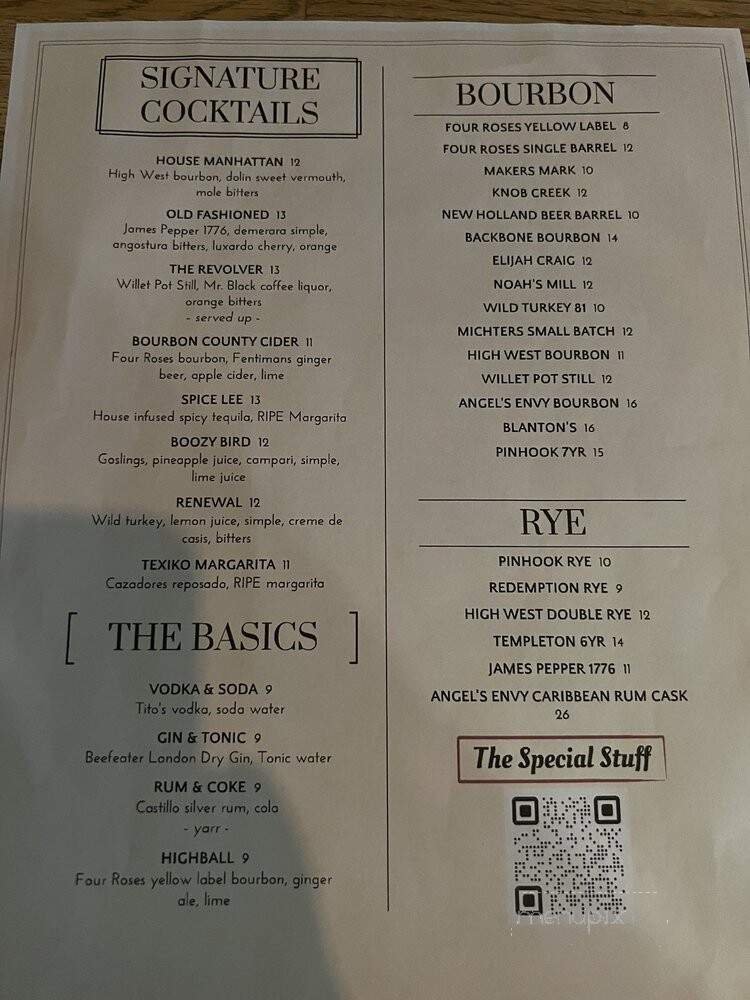 SIGNATURE
COCKTAILS
HOUSE MANHATTAN 12
High West bourbon, dolin sweet vermouth,
mole bitters
OLD FASHIONED 13
James Pepper 1776, demerara simple,
angostura bitters, luxardo cherry, orange
THE REVOLVER 13
Willet Pot Still, Mr. Black coffee liquor,
orange bitters
- served up -
BOURBON COUNTY CIDER 11
Four Roses bourbon, Fentimans ginger
beer, apple cider, lime
SPICE LEE 13
House infused spicy tequila, RIPE Margarita
BOOZY BIRD 12
Goslings, pineapple juice, campari, simple,
lime juice
RENEWAL 12
Wild turkey, lemon juice, simple, creme de
casis, bitters
TEXIKO MARGARITA 11
Cazadores reposado, RIPE margarita
[ THE BASICS ]
VODKA & SODA 9
Tito's vodka, soda water
GIN & TONIC 9
Beefeater London Dry Gin, Tonic water
RUM & COKE 9
Castillo silver rum, cola
- yarr -
HIGHBALL 9
Four Roses yellow label bourbon, ginger
ale, lime
BOURBON
FOUR ROSES YELLOW LABEL 8
FOUR ROSES SINGLE BARREL 12
MAKERS MARK 10
KNOB CREEK 12
NEW HOLLAND BEER BARREL 10
BACKBONE BOURBON 14
ELIJAH CRAIG 12
NOAH'S MILL 12
WILD TURKEY 81 10
MICHTERS SMALL BATCH 12
HIGH WEST BOURBON 11
WILLET POT STILL 12
ANGEL'S ENVY BOURBON 16
BLANTON'S 16
PINHOOK 7YR 15
RYE
PINHOOK RYE 10
REDEMPTION RYE 9
HIGH WEST DOUBLE RYE 12
TEMPLETON 6YR 14
JAMES PEPPER 1776 11
ANGEL'S ENVY CARIBBEAN RUM CASK
26
The Special Stuff
menupix